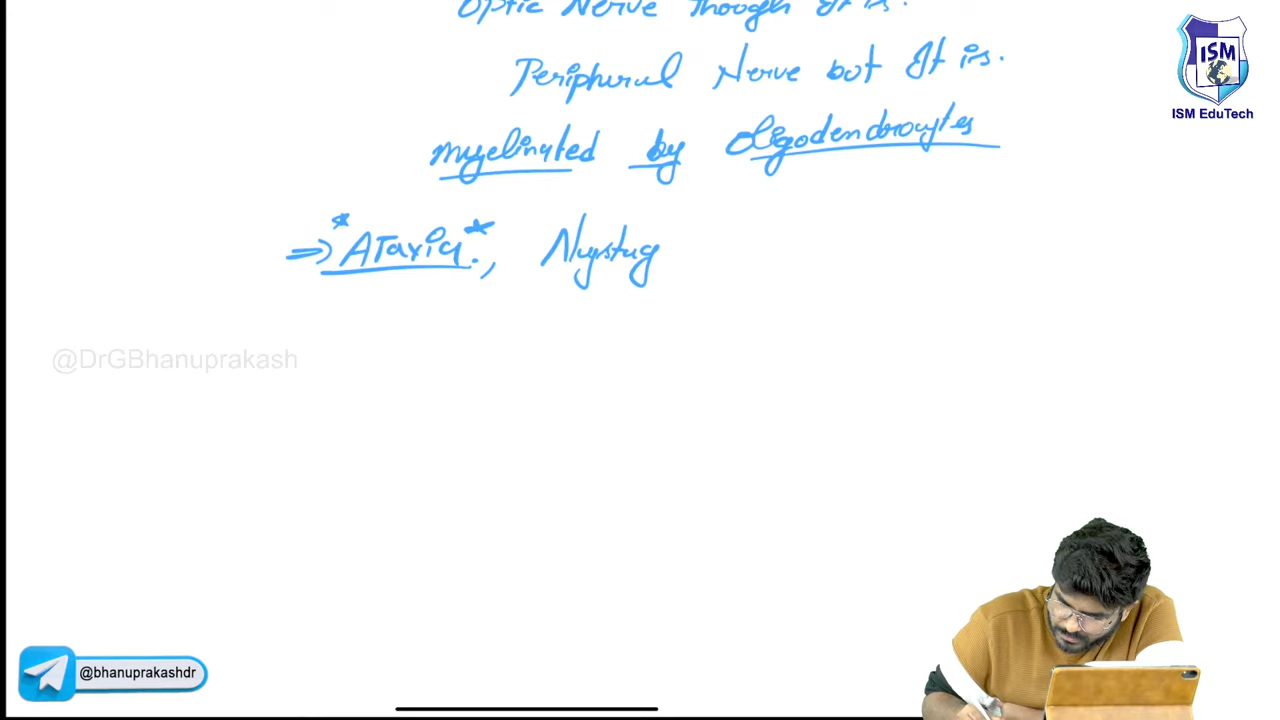 Optic Nerve Though It is.
Peripheral Nerve but It is.
myelinated by oligodendrocytes
⇒ *ATaxia.*, Nystag
ISM
ISM EduTech
@DrGBhanuprakash
@bhanuprakashdr